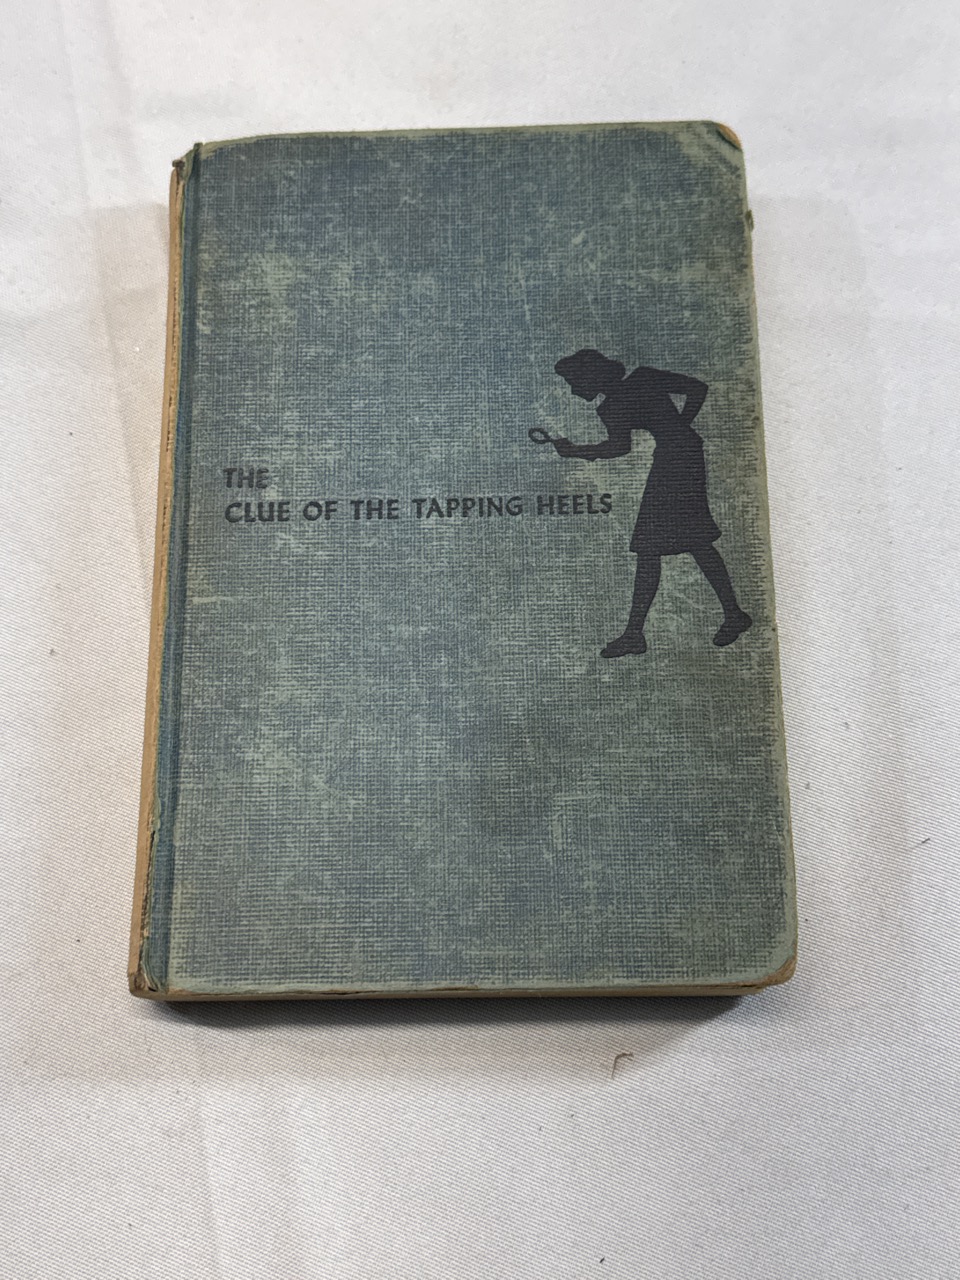 THE
CLUE OF THE TAPPING HEELS